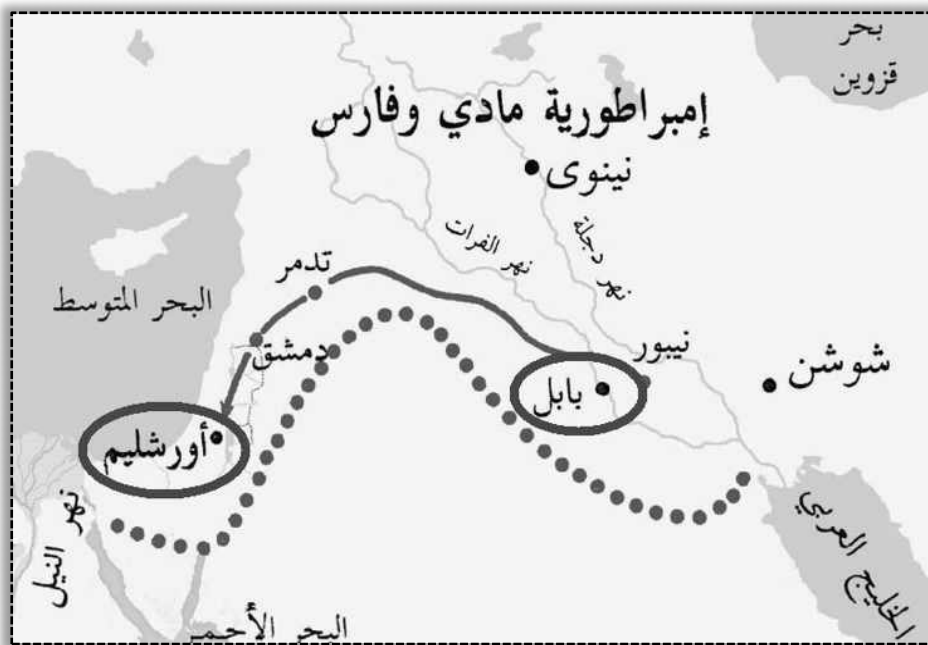 بحر
قزوين
إمبراطورية مادي وفارس
نينوى
نهر دجلة
نهر الفرات
تدمر
البحر المتوسط
دمشق
نيبور
شوشن
بابل
أورشليم
نهر النيل
الخليج العربي
البحر الأحمر